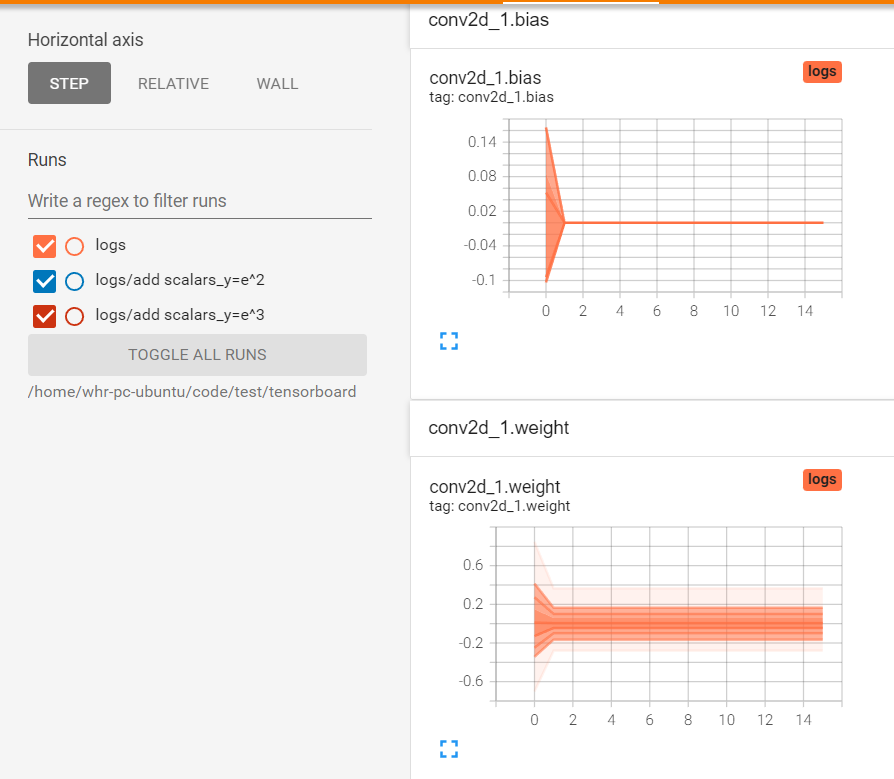 Horizontal axis
STEP RELATIVE WALL
Runs
Write a regex to filter runs
logs
logs/add scalars_y=e^2
logs/add scalars_y=e^3
TOGGLE ALL RUNS
/home/whr-pc-ubuntu/code/test/tensorboard
conv2d_1.bias
conv2d_1.bias logs
tag: conv2d_1.bias
0.14
0.08
0.02
-0.04
-0.1
0 2 4 6 8 10 12 14
conv2d_1.weight
conv2d_1.weight logs
tag: conv2d_1.weight
0.6
0.2
-0.2
-0.6
0 2 4 6 8 10 12 14